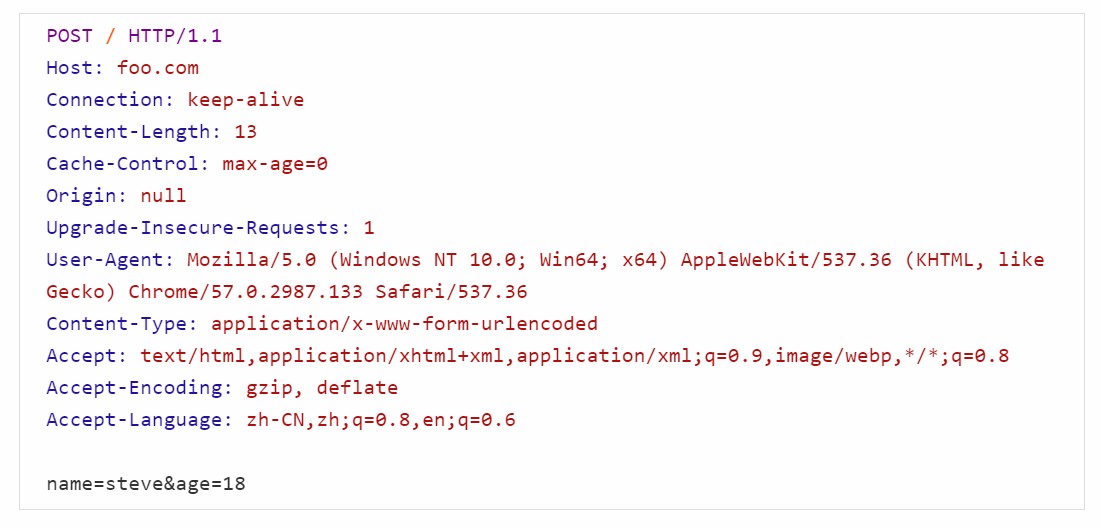 POST / HTTP/1.1
Host: foo.com
Connection: keep-alive
Content-Length: 13
Cache-Control: max-age=0
Origin: null
Upgrade-Insecure-Requests: 1
User-Agent: Mozilla/5.0 (Windows NT 10.0; Win64; x64) AppleWebKit/537.36 (KHTML, like
Gecko) Chrome/57.0.2987.133 Safari/537.36
Content-Type: application/x-www-form-urlencoded
Accept: text/html,application/xhtml+xml,application/xml;q=0.9,image/webp,*/*;q=0.8
Accept-Encoding: gzip, deflate
Accept-Language: zh-CN,zh;q=0.8,en;q=0.6
name=steve&age=18